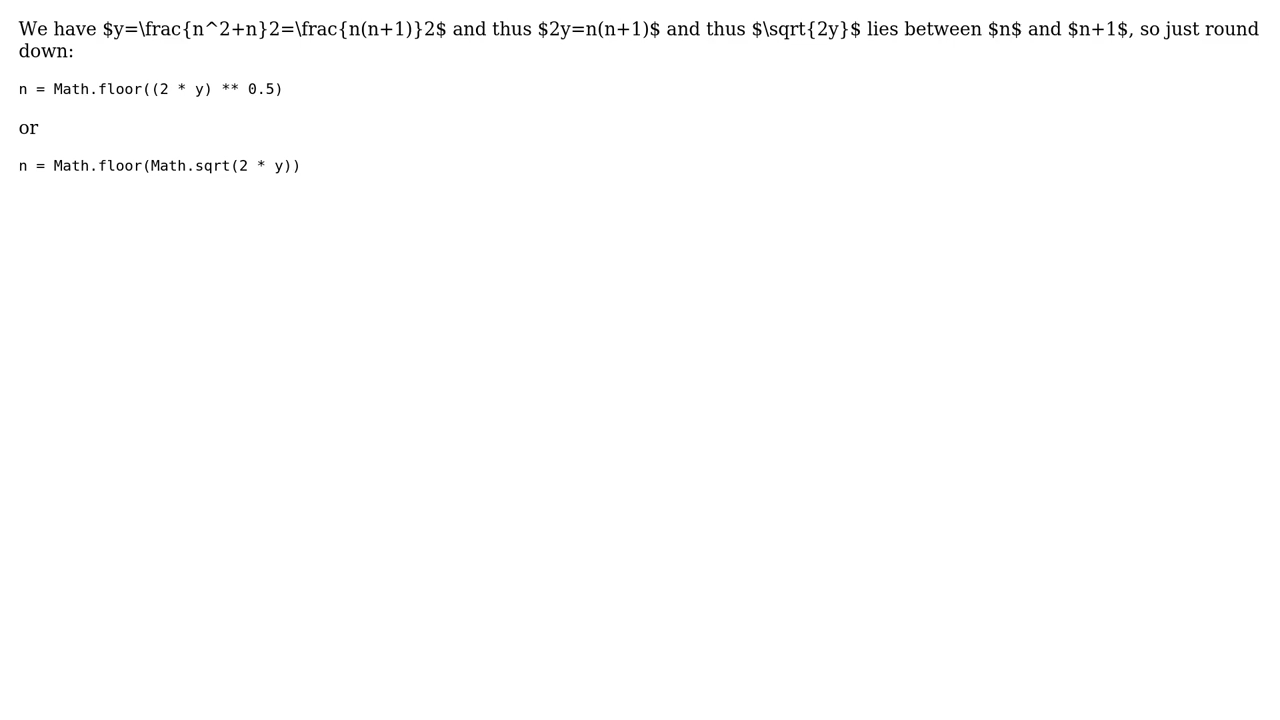 We have $y=\frac{n^2+n}2=\frac{n(n+1)}2$ and thus $2y=n(n+1)$ and thus $\sqrt{2y}$ lies between $n$ and $n+1$, so just round
down:
n = Math.floor((2 * y) ** 0.5)
or
n = Math.floor(Math.sqrt(2 * y))